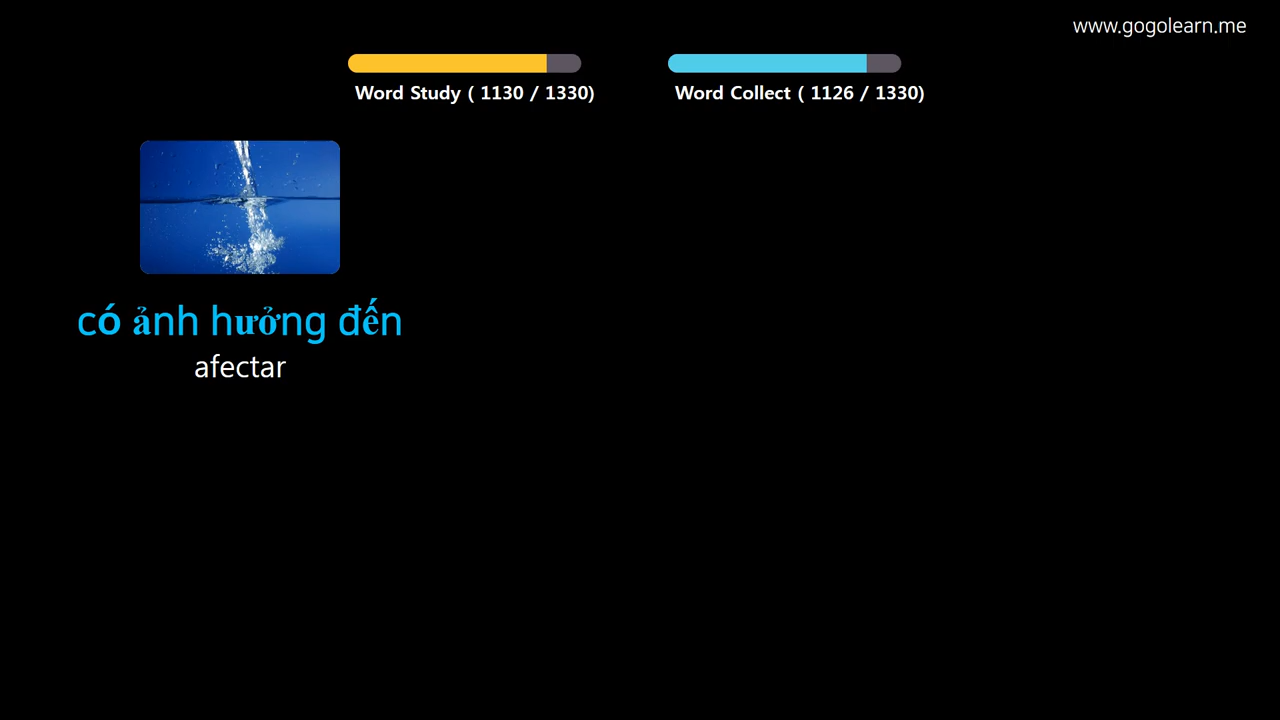 www.gogolearn.me
Word Study ( 1130 / 1330)
Word Collect ( 1126 / 1330)
có ảnh hưởng đến
afectar